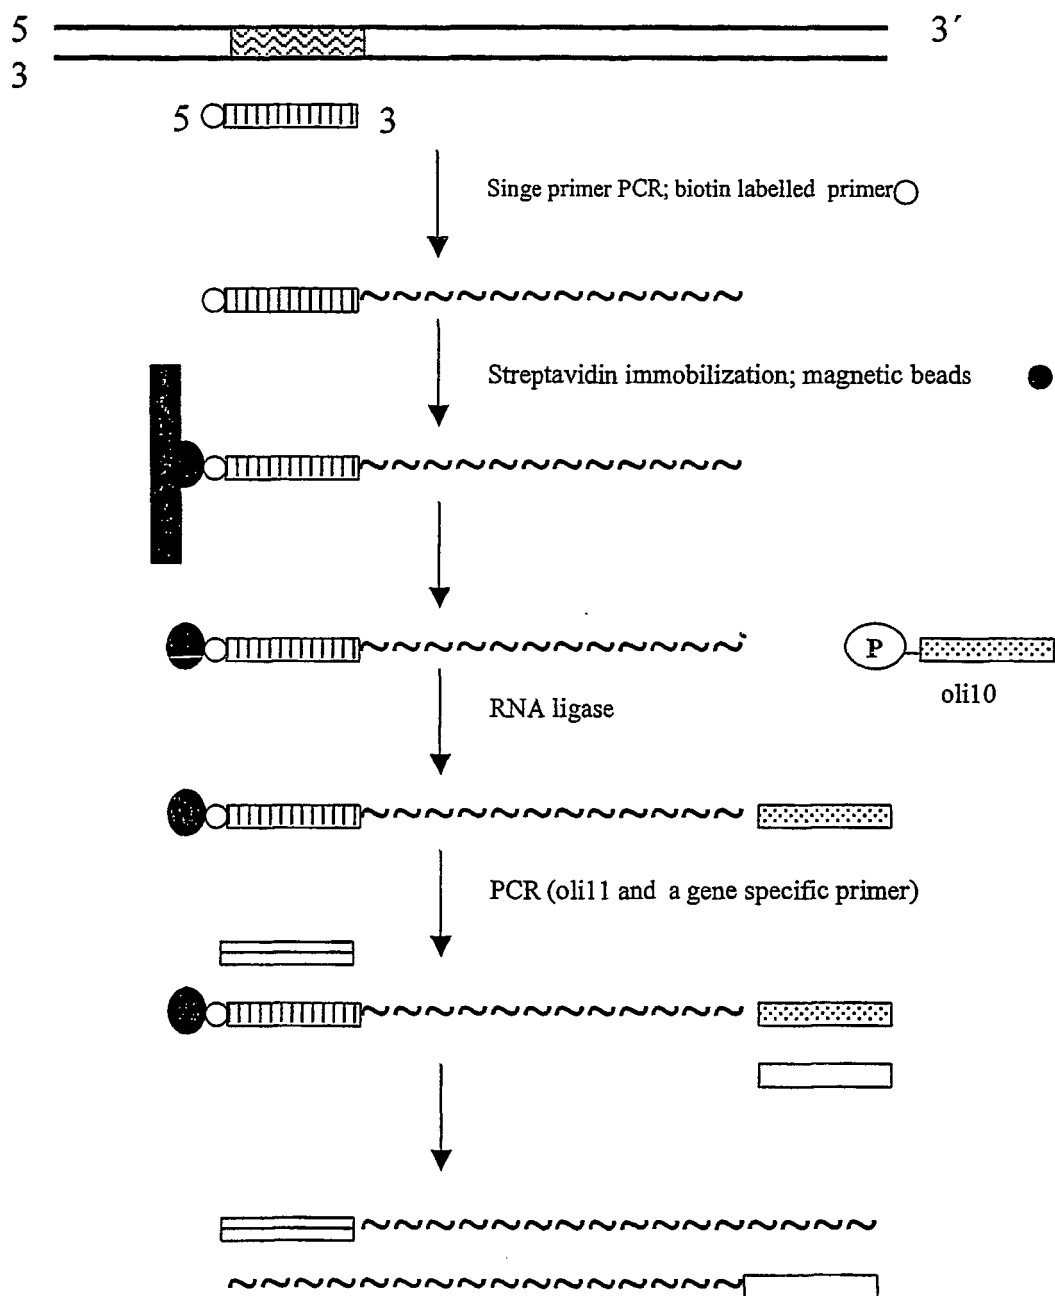 5 3´
3
5 3
Singe primer PCR; biotin labelled primer
Streptavidin immobilization; magnetic beads
P
oli10
RNA ligase
PCR (oli11 and a gene specific primer)